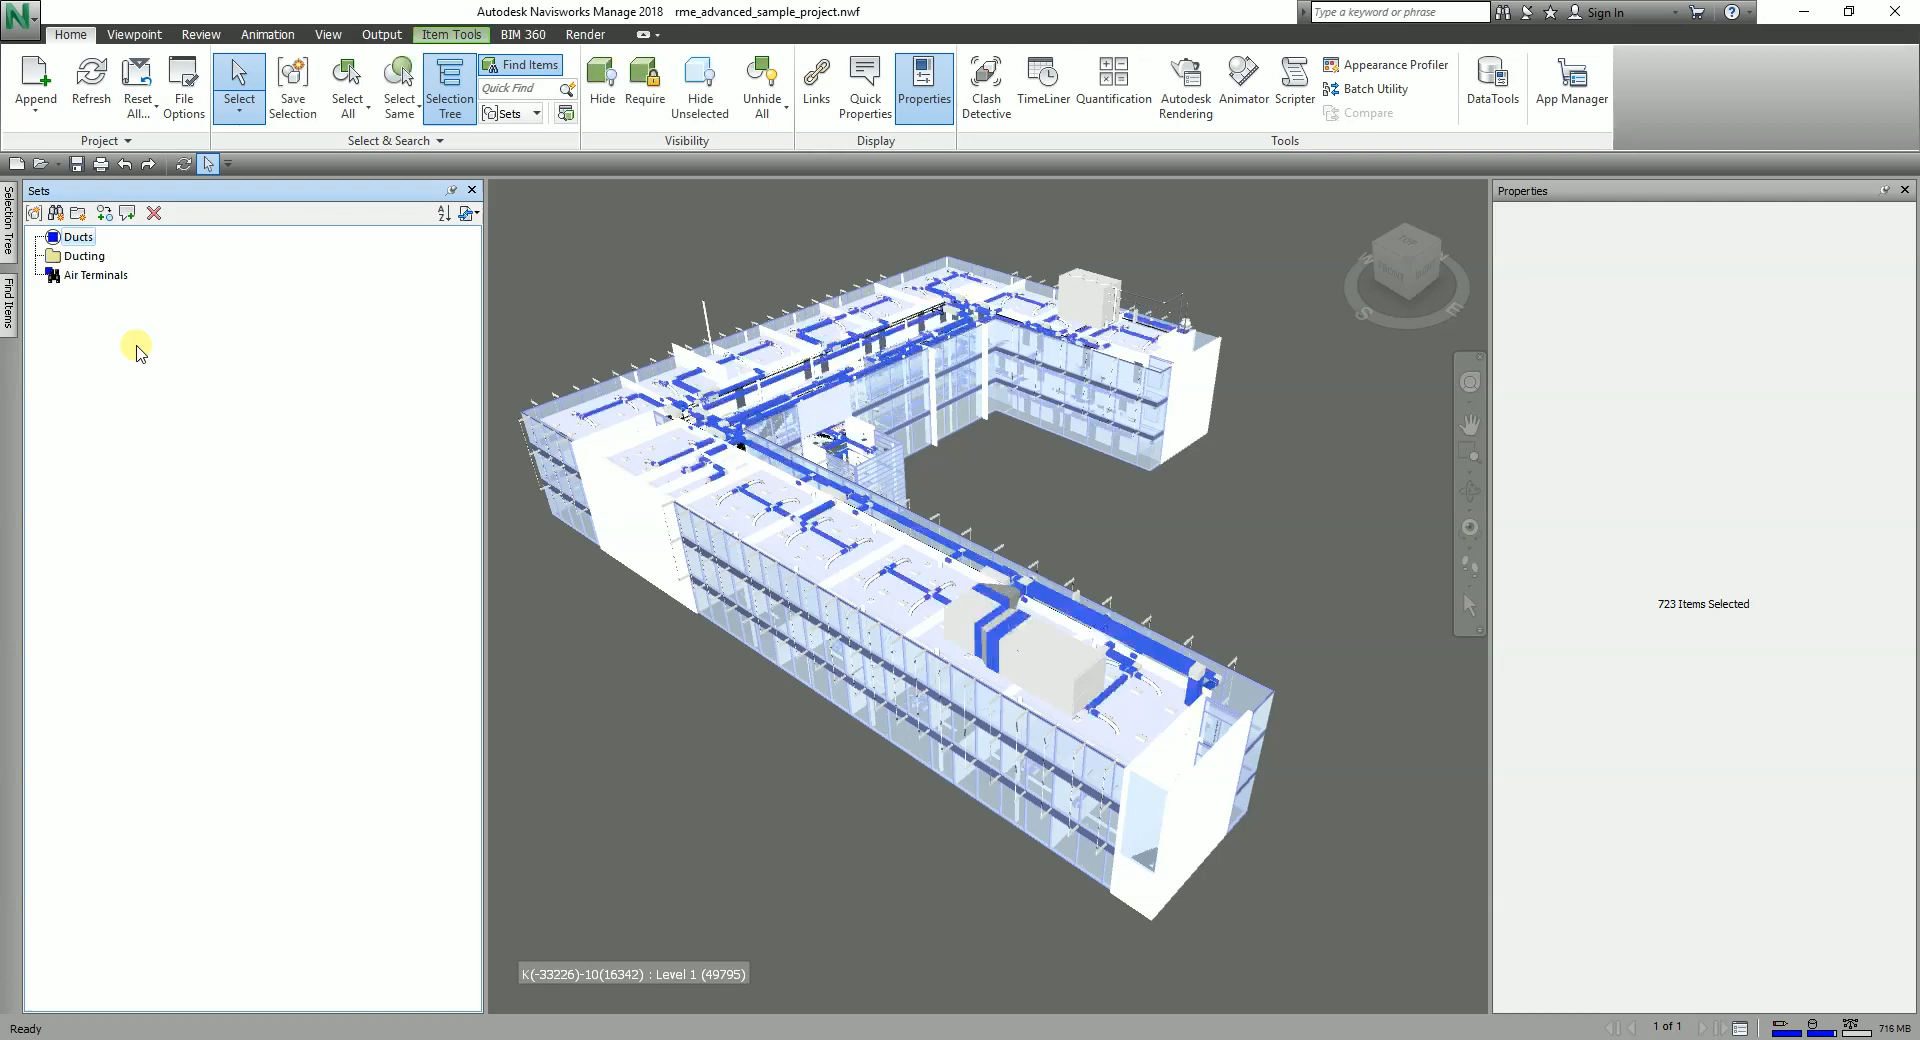 N
Autodesk Navisworks Manage 2018 rme_advanced_sample_project.nwf
Type a keyword or phrase
Sign In
Home Viewpoint Review Animation View Output Item Tools BIM 360 Render
Append
Refresh
Reset All...
File Options
Select
Save Selection
Select All
Select Same
Selection Tree
Find Items
Quick Find
Sets
Hide
Require
Hide Unselected
Unhide All
Links
Quick Properties
Properties
Clash Detective
TimeLiner
Quantification
Autodesk Rendering
Animator
Scripter
Appearance Profiler
Batch Utility
Compare
DataTools
App Manager
Project
Select & Search
Visibility
Display
Tools
Selection Tree
Find Items
Sets
Ducts
Ducting
Air Terminals
TOP
FRONT
S
E
Properties
723 Items Selected
K(-33226)-10(16342) : Level 1 (49795)
Ready
1 of 1
716 MB